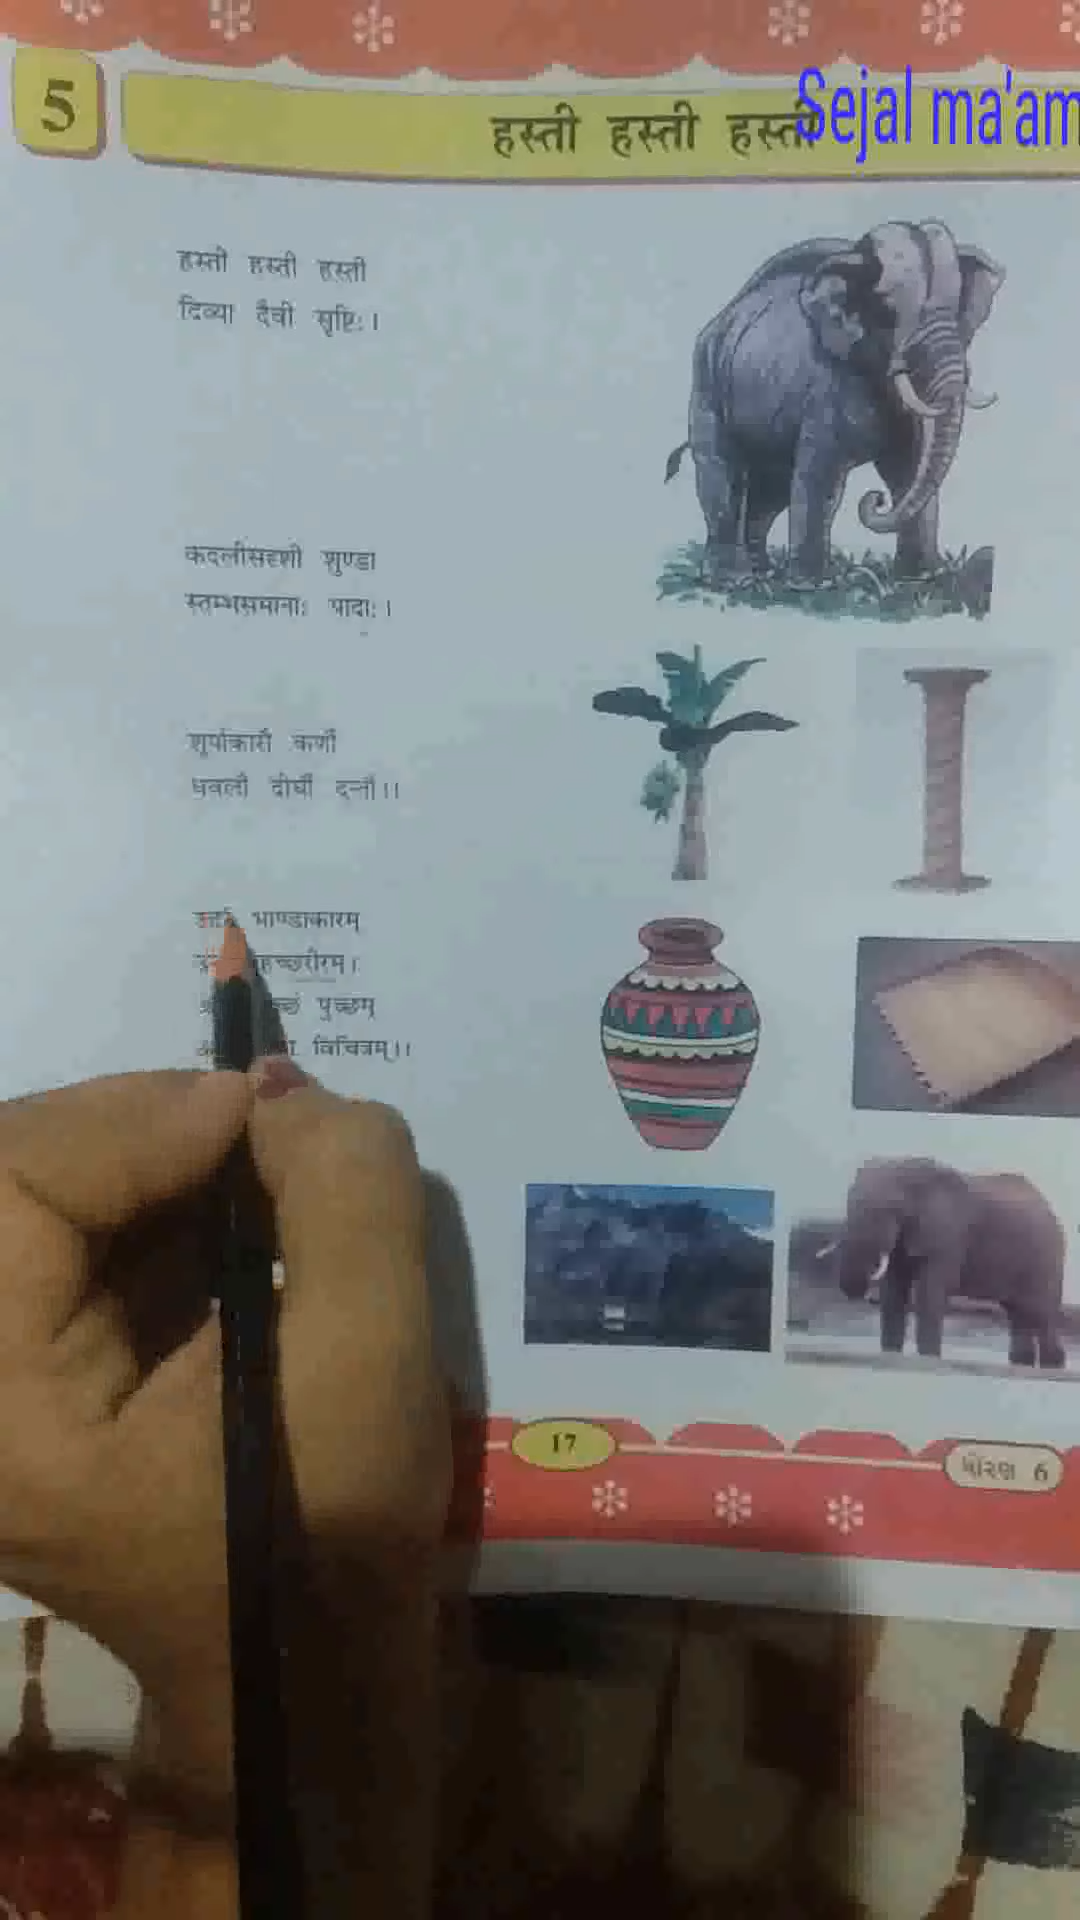 5
हस्ती हस्ती हस्ती
Sejal ma'am
हस्ती हस्ती हस्ती
दिव्या दैवी सृष्टिः।
कदलीसदृशी शुण्डा
स्तम्भसमानाः पादाः।
शूर्पाकारौ कर्णौ
धवलौ दीर्घौ दन्तौ।।
भाण्डाकारम्
पुच्छम्
विचित्रम्।।
17
ધોરણ 6